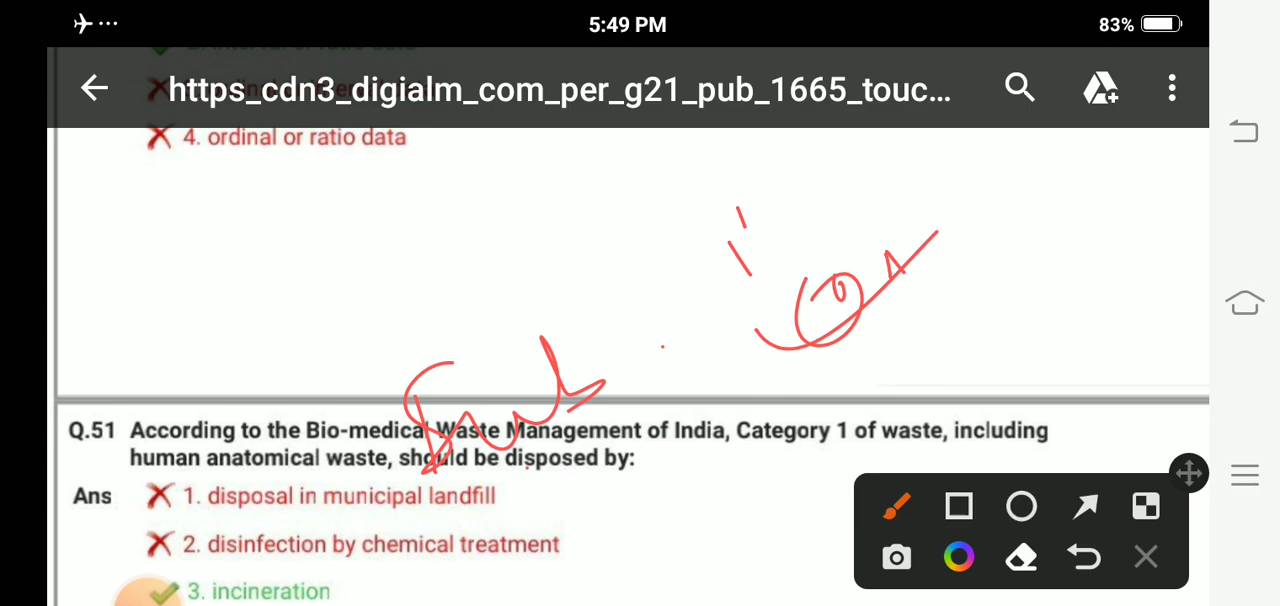 5:49 PM
83%
https_cdn3_digialm_com_per_g21_pub_1665_touc...
4. ordinal or ratio data
Q.51 According to the Bio-medical Waste Management of India, Category 1 of waste, including
human anatomical waste, should be disposed by:
Ans 1. disposal in municipal landfill
2. disinfection by chemical treatment
3. incineration